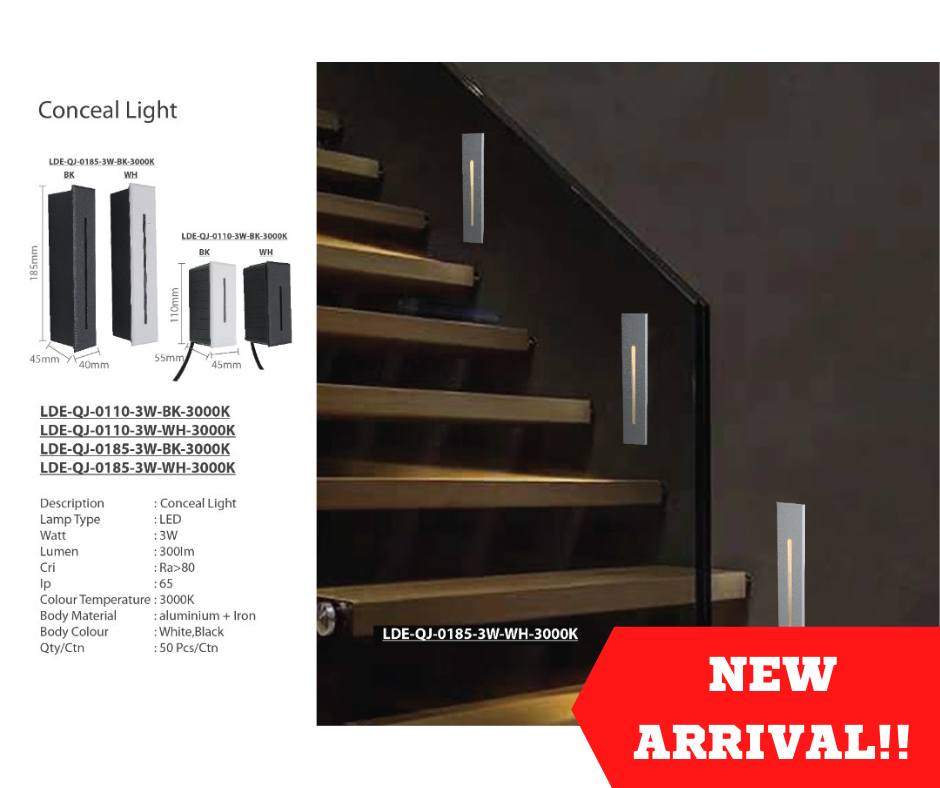 Conceal Light
LDE-QJ-0185-3W-BK-3000K
BK WH
LDE-QJ-0110-3W-BK-3000K
BK WH
185mm
110mm
45mm 40mm
55mm 45mm
LDE-QJ-0110-3W-BK-3000K
LDE-QJ-0110-3W-WH-3000K
LDE-QJ-0185-3W-BK-3000K
LDE-QJ-0185-3W-WH-3000K
Description : Conceal Light
Lamp Type : LED
Watt : 3W
Lumen : 300lm
Cri : Ra>80
Ip : 65
Colour Temperature : 3000K
Body Material : aluminium + Iron
Body Colour : White,Black
Qty/Ctn : 50 Pcs/Ctn
LDE-QJ-0185-3W-WH-3000K
NEW
ARRIVAL!!